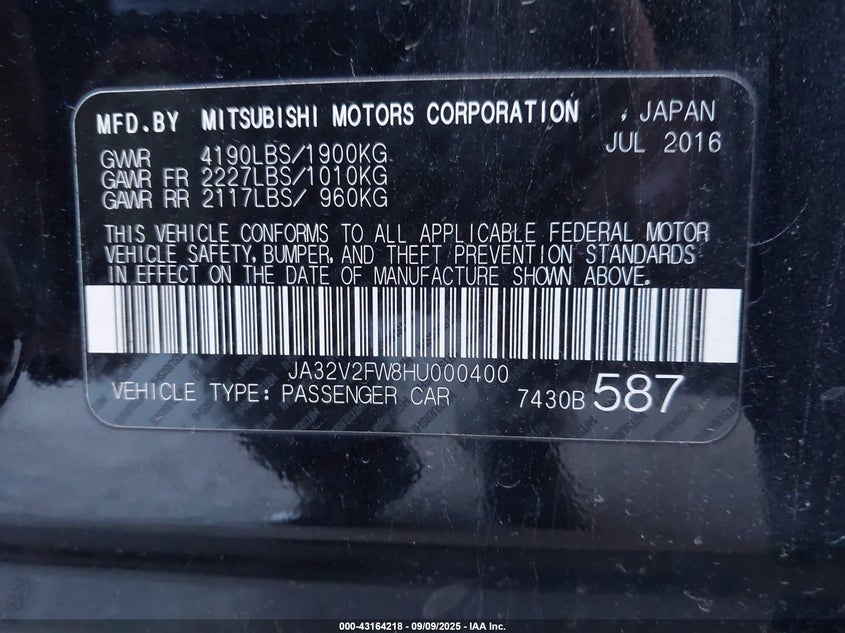 MFD.BY MITSUBISHI MOTORS CORPORATION , JAPAN
JUL 2016
GVWR 4190LBS/1900KG
GAWR FR 2227LBS/1010KG
GAWR RR 2117LBS/ 960KG
THIS VEHICLE CONFORMS TO ALL APPLICABLE FEDERAL MOTOR
VEHICLE SAFETY, BUMPER, AND THEFT PREVENTION STANDARDS
IN EFFECT ON THE DATE OF MANUFACTURE SHOWN ABOVE.
JA32V2FW8HU000400
VEHICLE TYPE: PASSENGER CAR 7430B 587
000-43164218 - 09/09/2025 - IAA Inc.